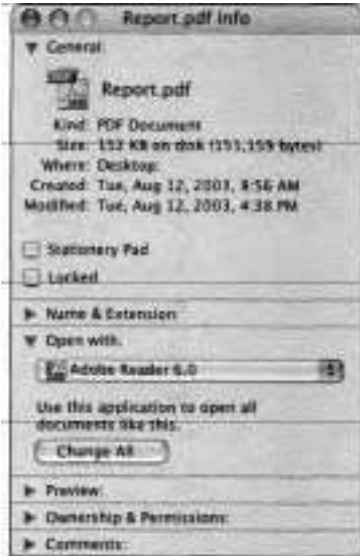 Report.pdf Info
General:
Report.pdf
Kind: PDF Document
Size: 152 KB on disk (151,159 bytes)
Where: Desktop:
Created: Tue, Aug 12, 2003, 8:56 AM
Modified: Tue, Aug 12, 2003, 4:38 PM
Stationery Pad
Locked
Name & Extension:
Open with:
Adobe Reader 6.0
Use this application to open all
documents like this.
Change All...
Preview:
Ownership & Permissions:
Comments: